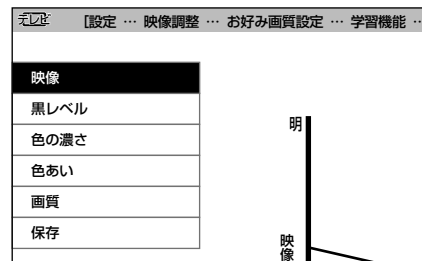 テレビ [設定 … 映像調整 … お好み画質設定 … 学習機能 …
映像
黒レベル
色の濃さ
色あい
画質
保存
明
映像